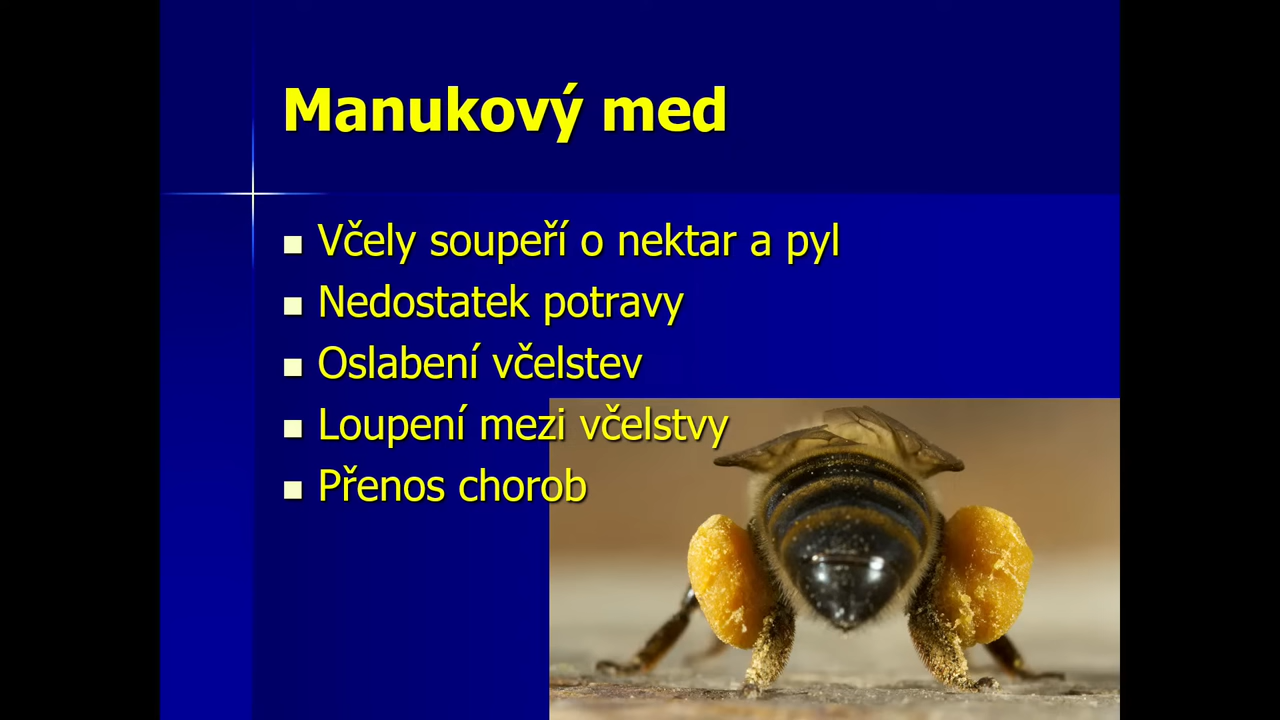 Manukový med
Včely soupeří o nektar a pyl
Nedostatek potravy
Oslabení včelstev
Loupení mezi včelstvy
Přenos chorob